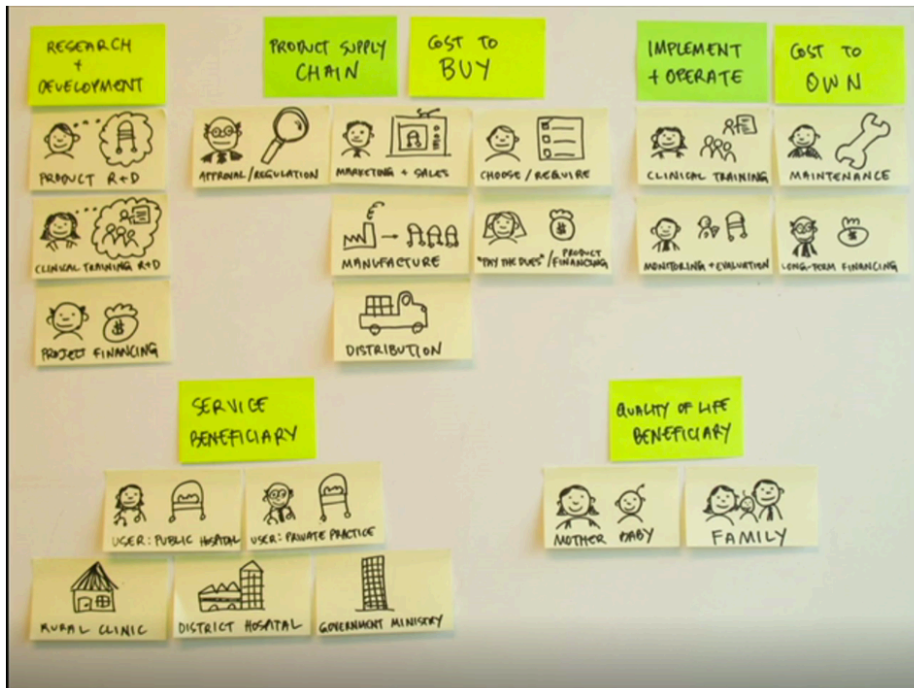 RESEARCH
+
DEVELOPMENT
PRODUCT SUPPLY
CHAIN
COST TO
BUY
IMPLEMENT
+ OPERATE
COST TO
OWN
PRODUCT R+D
APPROVAL/REGULATION
MARKETING + SALES
CHOOSE/REQUIRE
CLINICAL TRAINING
MAINTENANCE
CLINICAL TRAINING R+D
MANUFACTURE
"PAY THE DUES"/PRODUCT FINANCING
$
MONITORING + EVALUATION
LONG-TERM FINANCING
$
PROJECT FINANCING
$
DISTRIBUTION
SERVICE
BENEFICIARY
QUALITY OF LIFE
BENEFICIARY
USER: PUBLIC HOSPITAL
USER: PRIVATE PRACTICE
MOTHER BABY
FAMILY
RURAL CLINIC
DISTRICT HOSPITAL
GOVERNMENT MINISTRY